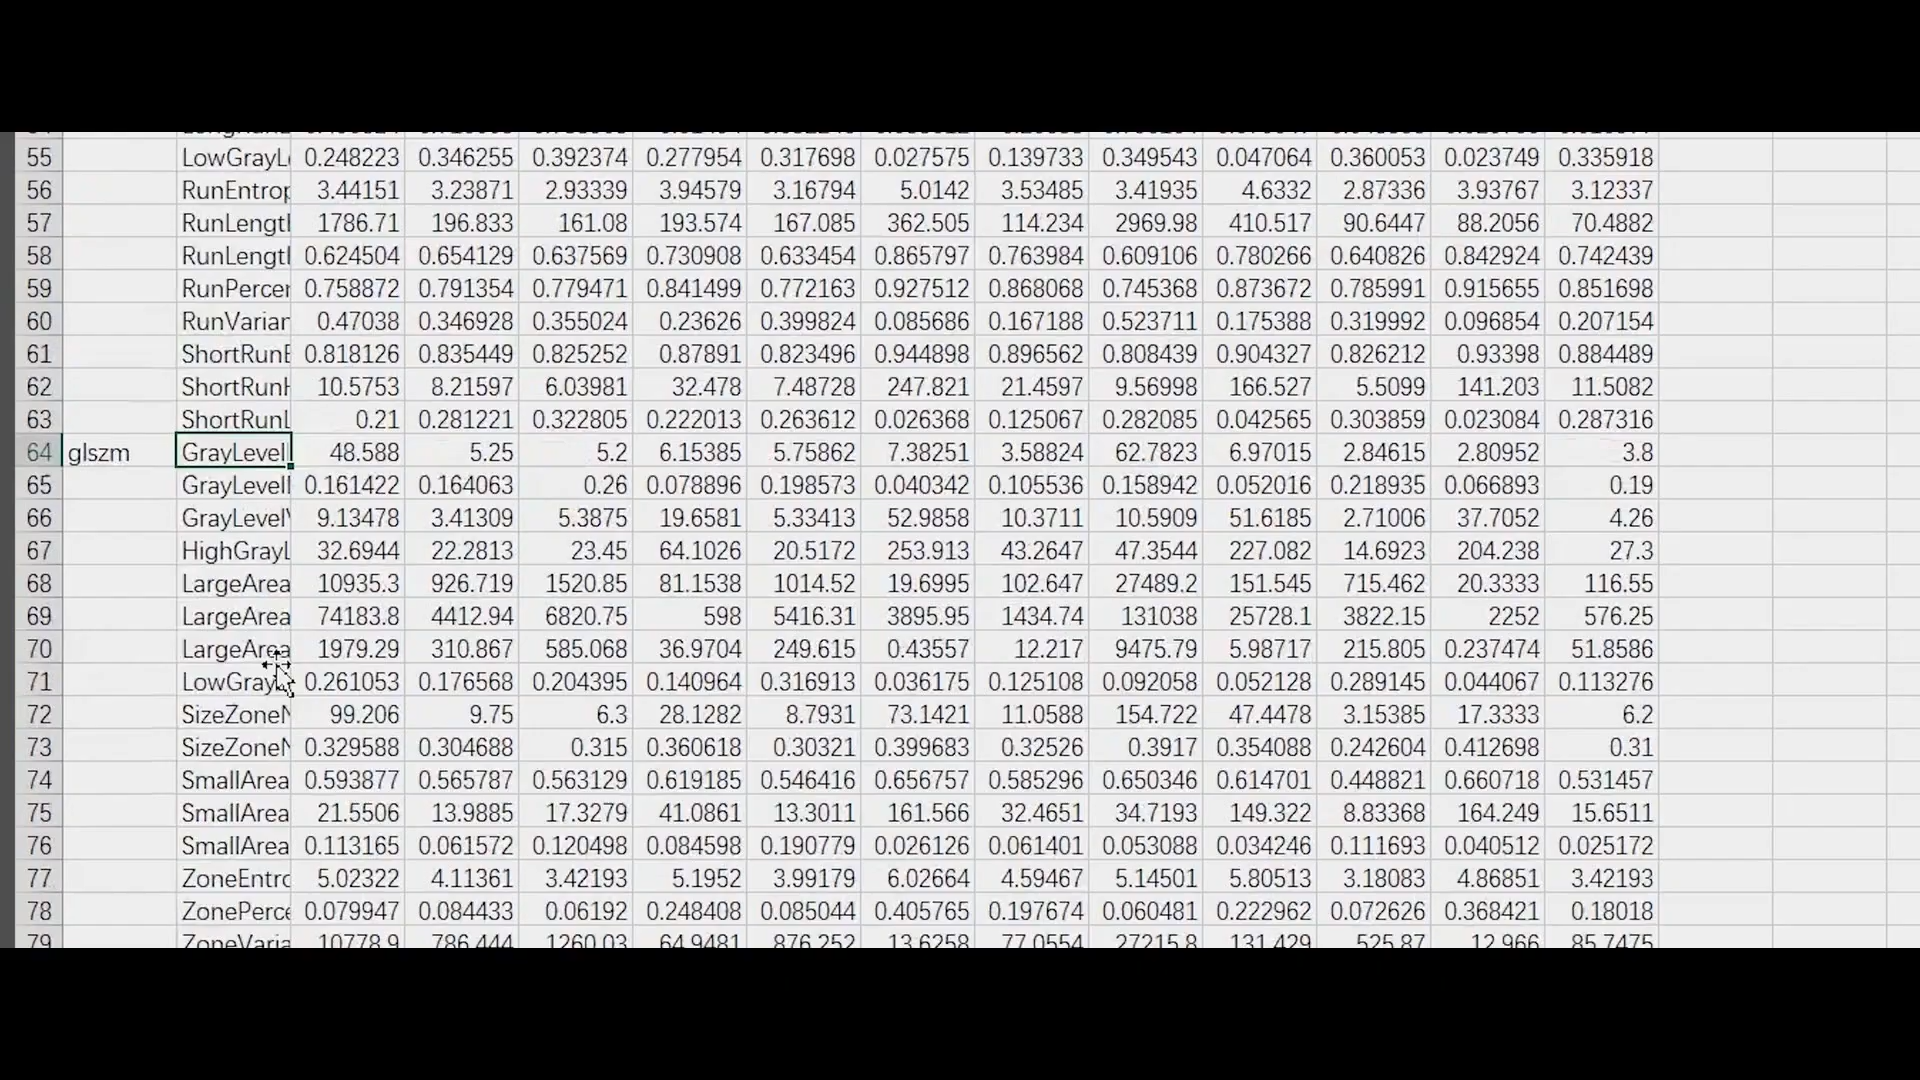 55 LowGrayL 0.248223 0.346255 0.392374 0.277954 0.317698 0.027575 0.139733 0.349543 0.047064 0.360053 0.023749 0.335918
56 RunEntrop 3.44151 3.23871 2.93339 3.94579 3.16794 5.0142 3.53485 3.41935 4.6332 2.87336 3.93767 3.12337
57 RunLengtl 1786.71 196.833 161.08 193.574 167.085 362.505 114.234 2969.98 410.517 90.6447 88.2056 70.4882
58 RunLengtl 0.624504 0.654129 0.637569 0.730908 0.633454 0.865797 0.763984 0.609106 0.780266 0.640826 0.842924 0.742439
59 RunPercer 0.758872 0.791354 0.779471 0.841499 0.772163 0.927512 0.868068 0.745368 0.873672 0.785991 0.915655 0.851698
60 RunVarian 0.47038 0.346928 0.355024 0.23626 0.399824 0.085686 0.167188 0.523711 0.175388 0.319992 0.096854 0.207154
61 ShortRunE 0.818126 0.835449 0.825252 0.87891 0.823496 0.944898 0.896562 0.808439 0.904327 0.826212 0.93398 0.884489
62 ShortRunH 10.5753 8.21597 6.03981 32.478 7.48728 247.821 21.4597 9.56998 166.527 5.5099 141.203 11.5082
63 ShortRunL 0.21 0.281221 0.322805 0.222013 0.263612 0.026368 0.125067 0.282085 0.042565 0.303859 0.023084 0.287316
64 glszm GrayLevel 48.588 5.25 5.2 6.15385 5.75862 7.38251 3.58824 62.7823 6.97015 2.84615 2.80952 3.8
65 GrayLevel 0.161422 0.164063 0.26 0.078896 0.198573 0.040342 0.105536 0.158942 0.052016 0.218935 0.066893 0.19
66 GrayLevelV 9.13478 3.41309 5.3875 19.6581 5.33413 52.9858 10.3711 10.5909 51.6185 2.71006 37.7052 4.26
67 HighGrayL 32.6944 22.2813 23.45 64.1026 20.5172 253.913 43.2647 47.3544 227.082 14.6923 204.238 27.3
68 LargeArea 10935.3 926.719 1520.85 81.1538 1014.52 19.6995 102.647 27489.2 151.545 715.462 20.3333 116.55
69 LargeArea 74183.8 4412.94 6820.75 598 5416.31 3895.95 1434.74 131038 25728.1 3822.15 2252 576.25
70 LargeArea 1979.29 310.867 585.068 36.9704 249.615 0.43557 12.217 9475.79 5.98717 215.805 0.237474 51.8586
71 LowGray 0.261053 0.176568 0.204395 0.140964 0.316913 0.036175 0.125108 0.092058 0.052128 0.289145 0.044067 0.113276
72 SizeZoneN 99.206 9.75 6.3 28.1282 8.7931 73.1421 11.0588 154.722 47.4478 3.15385 17.3333 6.2
73 SizeZoneN 0.329588 0.304688 0.315 0.360618 0.30321 0.399683 0.32526 0.3917 0.354088 0.242604 0.412698 0.31
74 SmallArea 0.593877 0.565787 0.563129 0.619185 0.546416 0.656757 0.585296 0.650346 0.614701 0.448821 0.660718 0.531457
75 SmallArea 21.5506 13.9885 17.3279 41.0861 13.3011 161.566 32.4651 34.7193 149.322 8.83368 164.249 15.6511
76 SmallArea 0.113165 0.061572 0.120498 0.084598 0.190779 0.026126 0.061401 0.053088 0.034246 0.111693 0.040512 0.025172
77 ZoneEntro 5.02322 4.11361 3.42193 5.1952 3.99179 6.02664 4.59467 5.14501 5.80513 3.18083 4.86851 3.42193
78 ZonePerce 0.079947 0.084433 0.06192 0.248408 0.085044 0.405765 0.197674 0.060481 0.222962 0.072626 0.368421 0.18018
79 ZoneVaria 10778.9 786.444 1260.03 64.9481 876.252 13.6258 77.0554 27215.8 131.429 525.87 12.966 85.7475